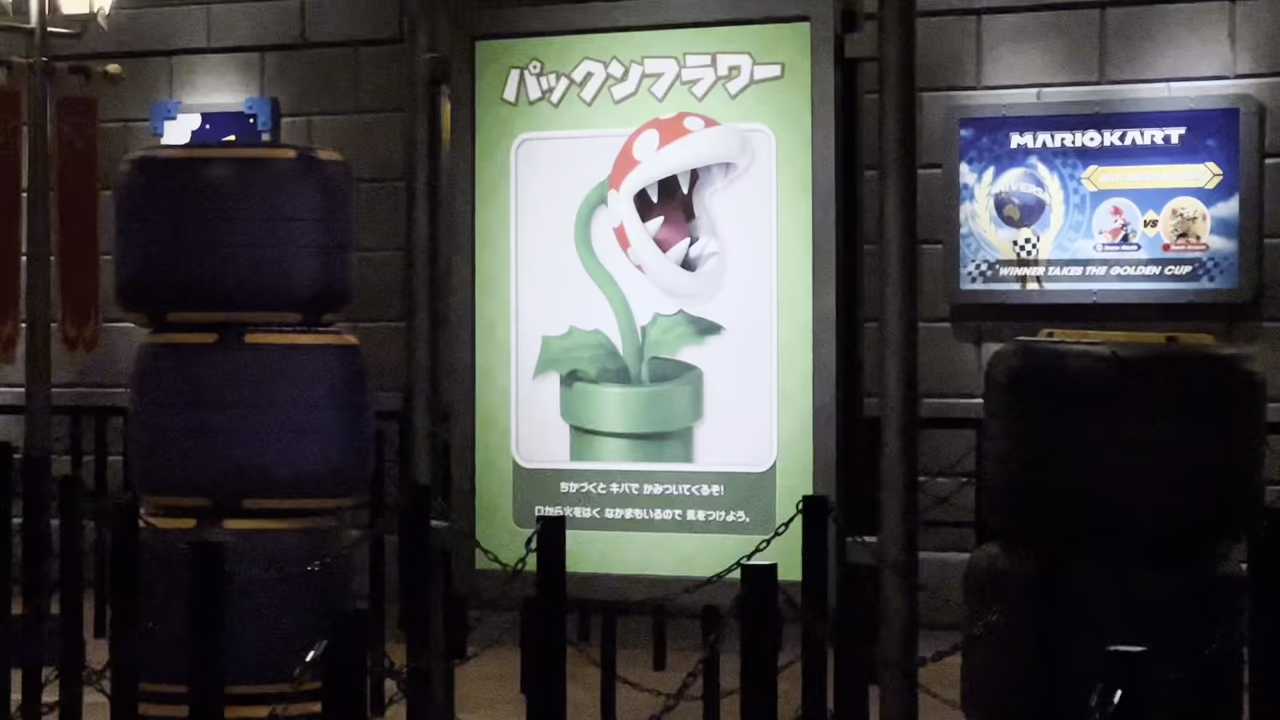 パックンフラワー
ちかづくと キバで かみついてくるぞ!
口から火をはく なかまもいるので 気をつけよう。
MARIOKART
UNIVERSAL
VS
WINNER TAKES THE GOLDEN CUP